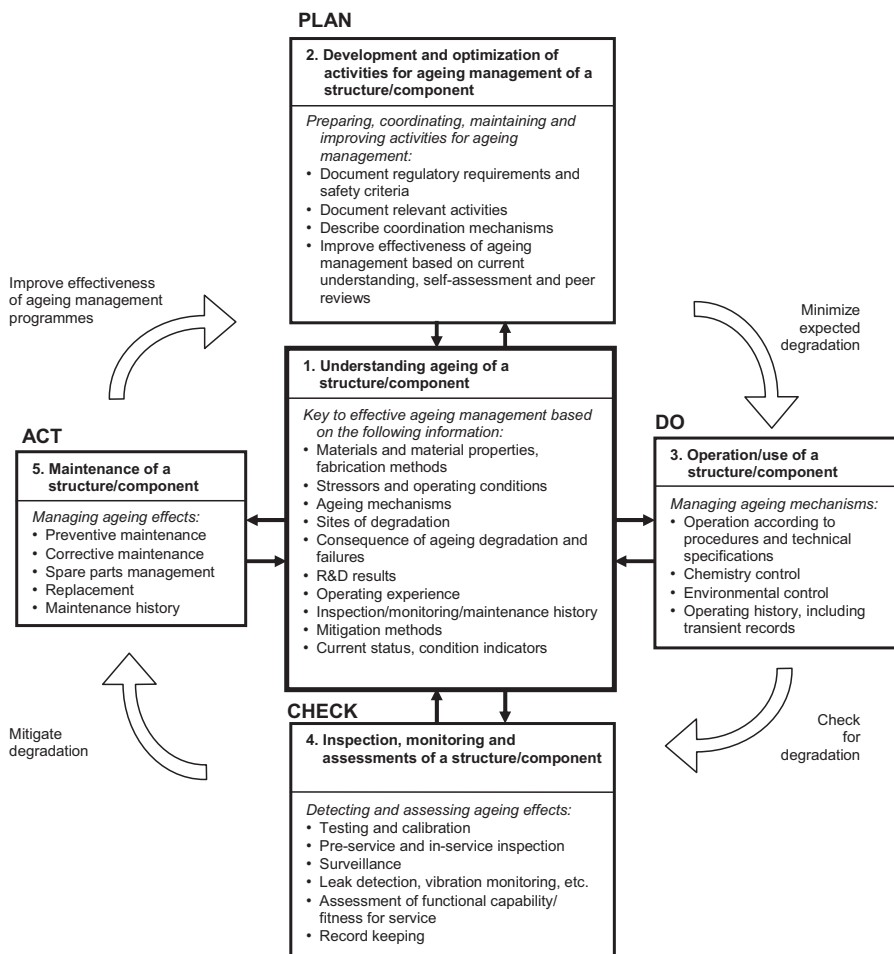 PLAN
2. Development and optimization of
activities for ageing management of a
structure/component
Preparing, coordinating, maintaining and
improving activities for ageing
management:
• Document regulatory requirements and
safety criteria
• Document relevant activities
• Describe coordination mechanisms
• Improve effectiveness of ageing
management based on current
understanding, self-assessment and peer
reviews
Improve effectiveness
of ageing management
programmes
Minimize
expected
degradation
1. Understanding ageing of a
structure/component
Key to effective ageing management based
on the following information:
• Materials and material properties,
fabrication methods
• Stressors and operating conditions
• Ageing mechanisms
• Sites of degradation
• Consequence of ageing degradation and
failures
• R&D results
• Operating experience
• Inspection/monitoring/maintenance history
• Mitigation methods
• Current status, condition indicators
ACT
5. Maintenance of a
structure/component
Managing ageing effects:
• Preventive maintenance
• Corrective maintenance
• Spare parts management
• Replacement
• Maintenance history
DO
3. Operation/use of a
structure/component
Managing ageing mechanisms:
• Operation according to
procedures and technical
specifications
• Chemistry control
• Environmental control
• Operating history, including
transient records
Mitigate
degradation
Check
for
degradation
CHECK
4. Inspection, monitoring and
assessments of a structure/component
Detecting and assessing ageing effects:
• Testing and calibration
• Pre-service and in-service inspection
• Surveillance
• Leak detection, vibration monitoring, etc.
• Assessment of functional capability/
fitness for service
• Record keeping